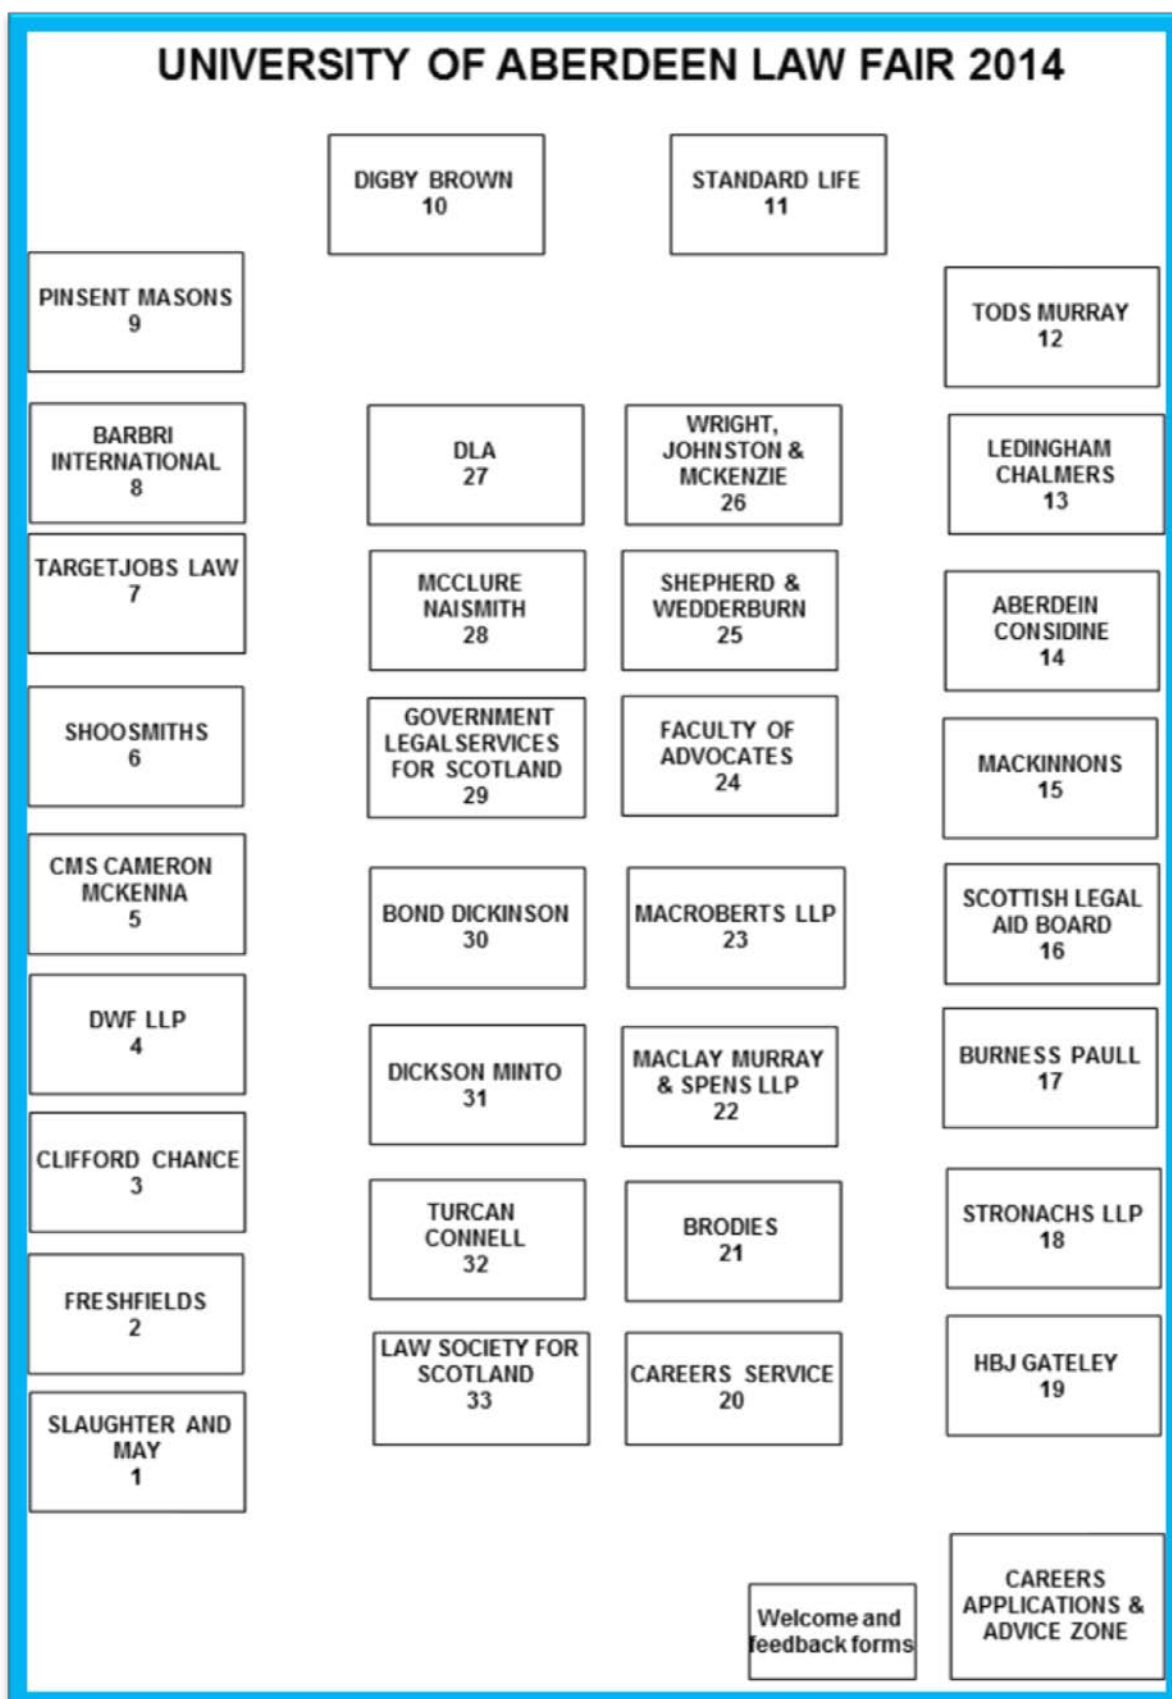 UNIVERSITY OF ABERDEEN LAW FAIR 2014
DIGBY BROWN
10
STANDARD LIFE
11
PINSENT MASONS
9
TODS MURRAY
12
BARBRI
INTERNATIONAL
8
DLA
27
WRIGHT,
JOHNSTON &
MCKENZIE
26
LEDINGHAM
CHALMERS
13
TARGETJOBS LAW
7
MCCLURE
NAISMITH
28
SHEPHERD &
WEDDERBURN
25
ABERDEIN
CONSIDINE
14
SHOOSMITHS
6
GOVERNMENT
LEGAL SERVICES
FOR SCOTLAND
29
FACULTY OF
ADVOCATES
24
MACKINNONS
15
CMS CAMERON
MCKENNA
5
BOND DICKINSON
30
MACROBERTS LLP
23
SCOTTISH LEGAL
AID BOARD
16
DWF LLP
4
DICKSON MINTO
31
MACLAY MURRAY
& SPENS LLP
22
BURNESS PAULL
17
CLIFFORD CHANCE
3
TURCAN
CONNELL
32
BRODIES
21
STRONACHS LLP
18
FRESHFIELDS
2
LAW SOCIETY FOR
SCOTLAND
33
CAREERS SERVICE
20
HBJ GATELEY
19
SLAUGHTER AND
MAY
1
Welcome and
feedback forms
CAREERS
APPLICATIONS &
ADVICE ZONE